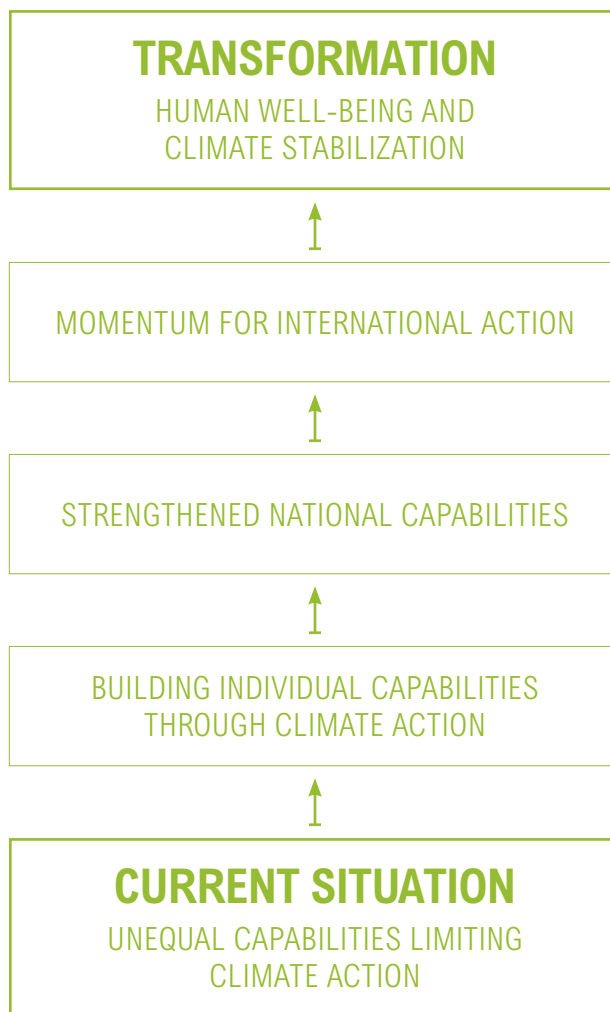 TRANSFORMATION
HUMAN WELL-BEING AND
CLIMATE STABILIZATION
MOMENTUM FOR INTERNATIONAL ACTION
STRENGTHENED NATIONAL CAPABILITIES
BUILDING INDIVIDUAL CAPABILITIES
THROUGH CLIMATE ACTION
CURRENT SITUATION
UNEQUAL CAPABILITIES LIMITING
CLIMATE ACTION